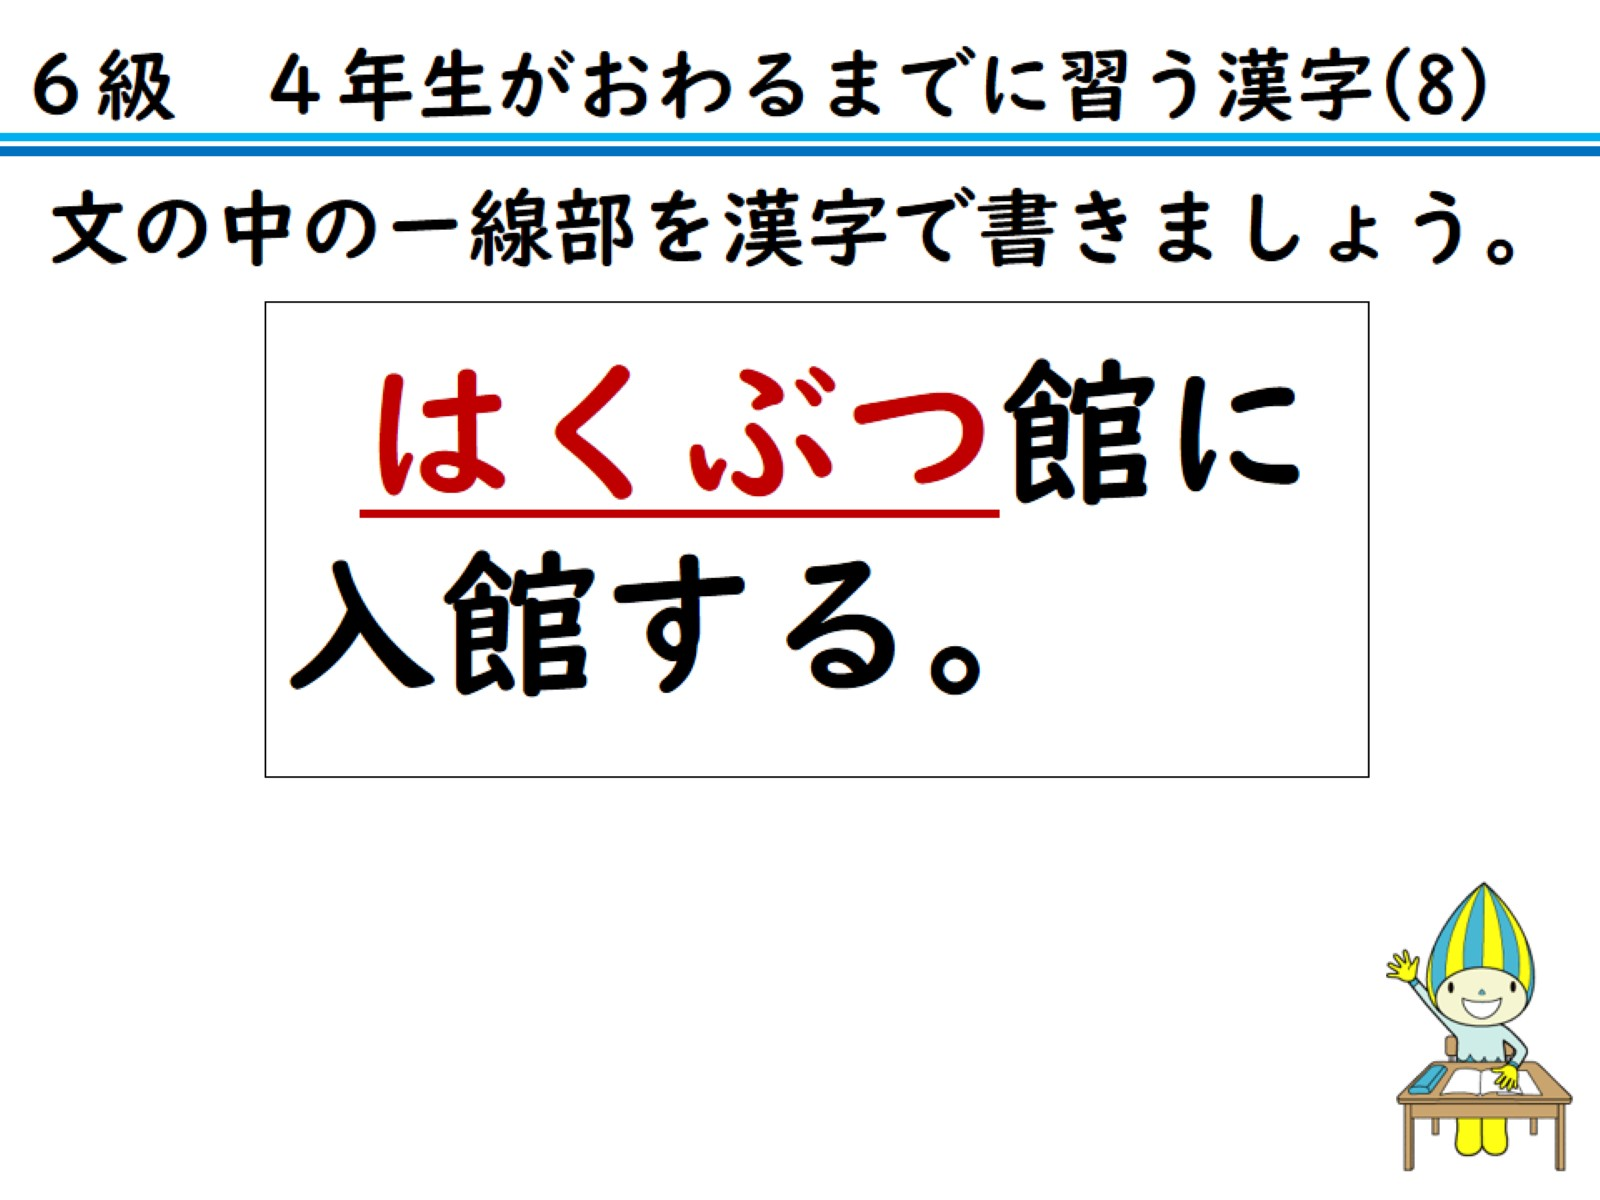 ６級　４年生がおわるまでに習う漢字(8)
文の中の一線部を漢字で書きましょう。
はくぶつ館に
入館する。